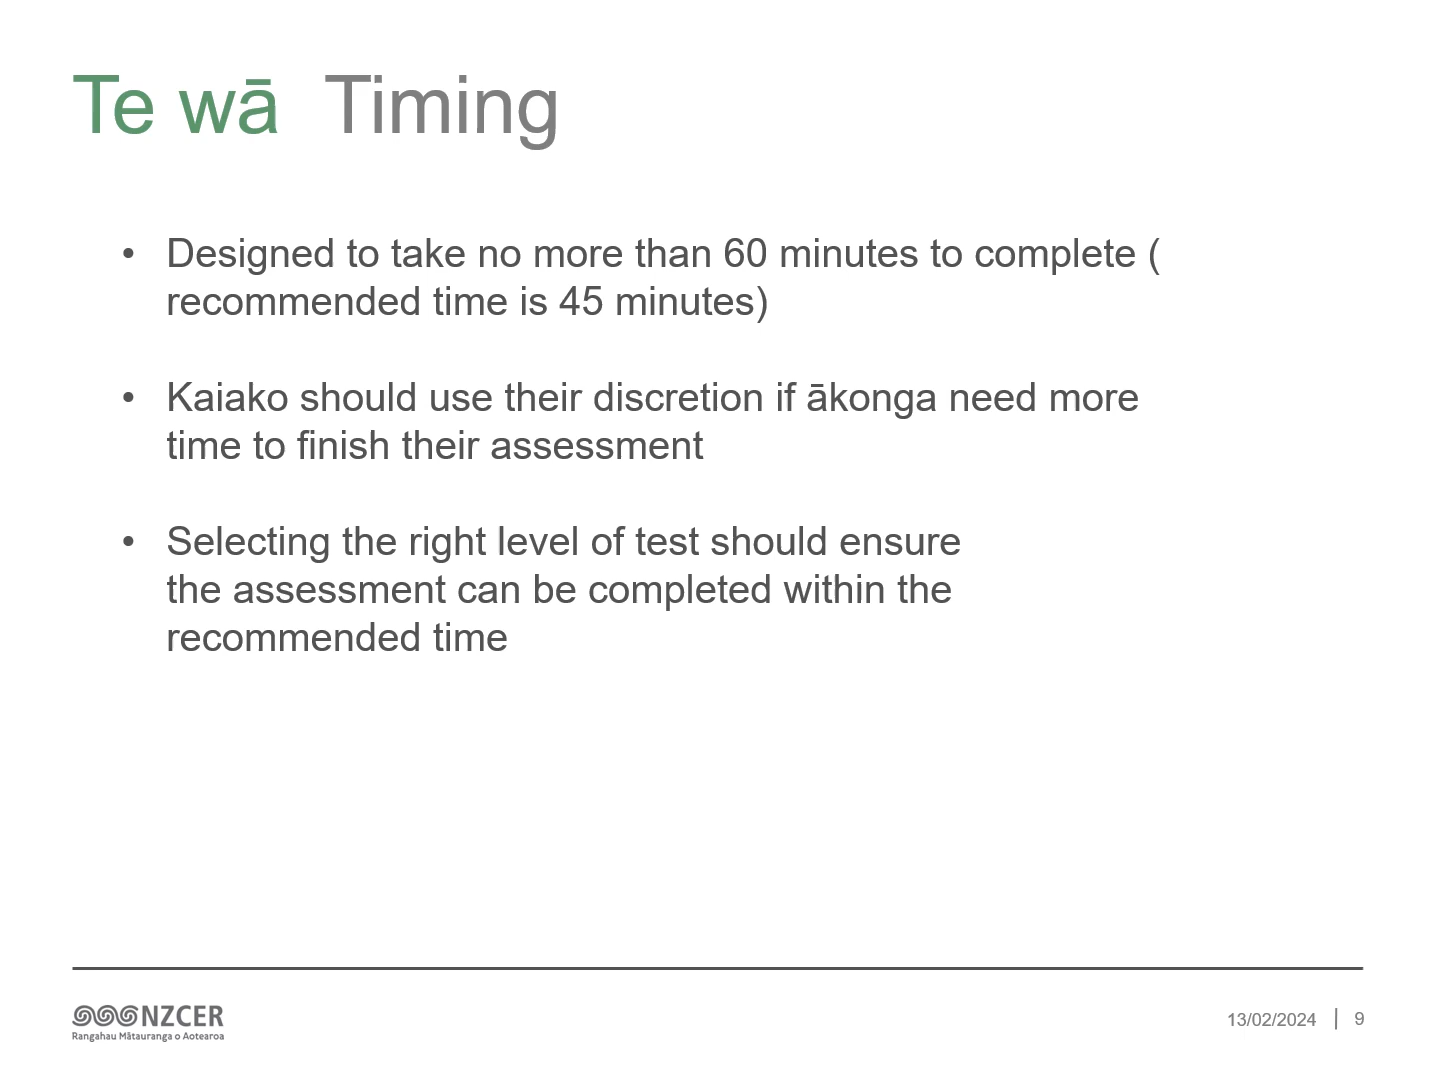 Te wā Timing
• Designed to take no more than 60 minutes to complete (
recommended time is 45 minutes)
• Kaiako should use their discretion if ākonga need more
time to finish their assessment
• Selecting the right level of test should ensure
the assessment can be completed within the
recommended time
NZCER
Rangahau Mātauranga o Aotearoa
13/02/2024 | 9